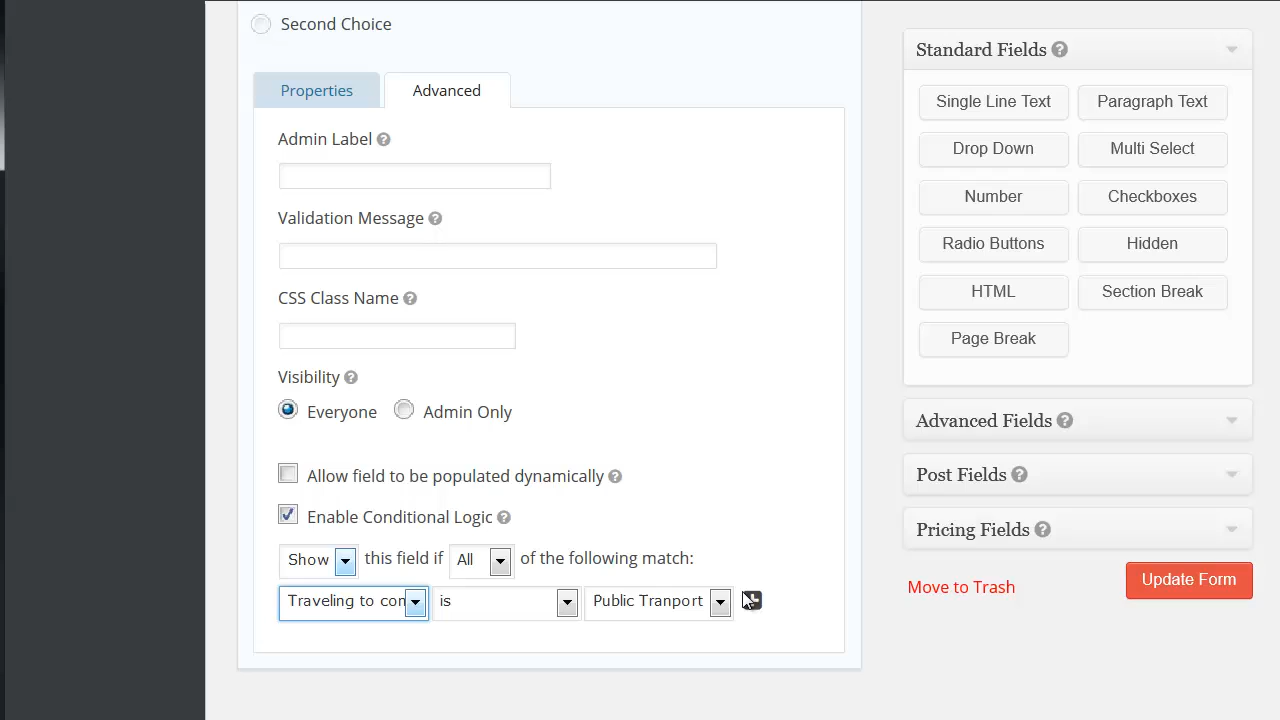 Second Choice
Properties
Advanced
Admin Label
Validation Message
CSS Class Name
Visibility
Everyone
Admin Only
Allow field to be populated dynamically
Enable Conditional Logic
Show this field if All of the following match:
Traveling to con is Public Tranport
Standard Fields
Single Line Text
Paragraph Text
Drop Down
Multi Select
Number
Checkboxes
Radio Buttons
Hidden
HTML
Section Break
Page Break
Advanced Fields
Post Fields
Pricing Fields
Move to Trash
Update Form